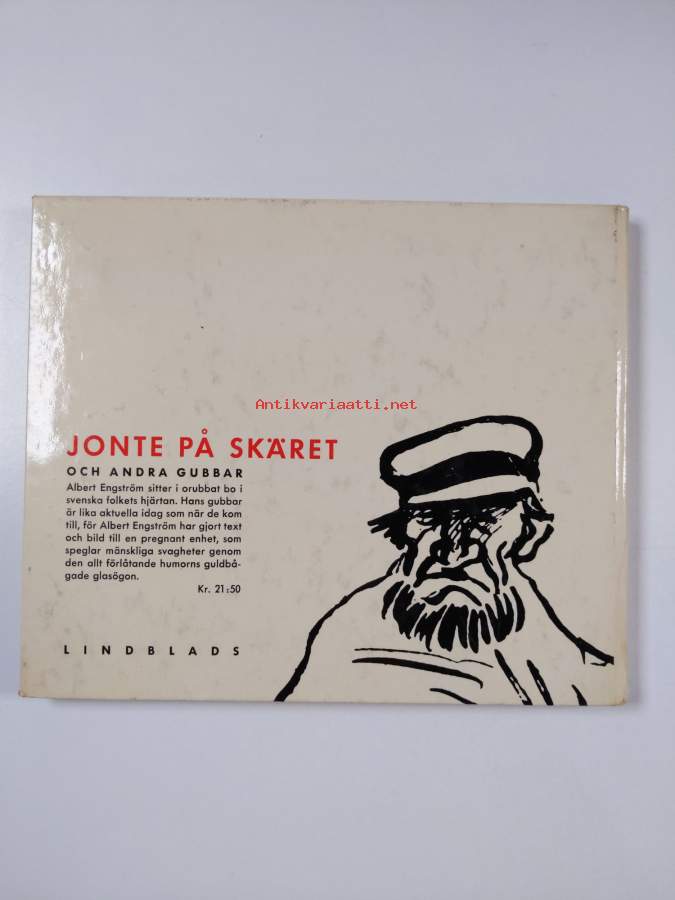 Antikvariaatti.net
JONTE PÅ SKÄRET
OCH ANDRA GUBBAR
Albert Engström sitter i orubbat bo i
svenska folkets hjärtan. Hans gubbar
är lika aktuella idag som när de kom
till, för Albert Engström har gjort text
och bild till en pregnant enhet, som
speglar mänskliga svagheter genom
den allt förlåtande humorns guldbå-
gade glasögon.
Kr. 21:50
LINDBLADS